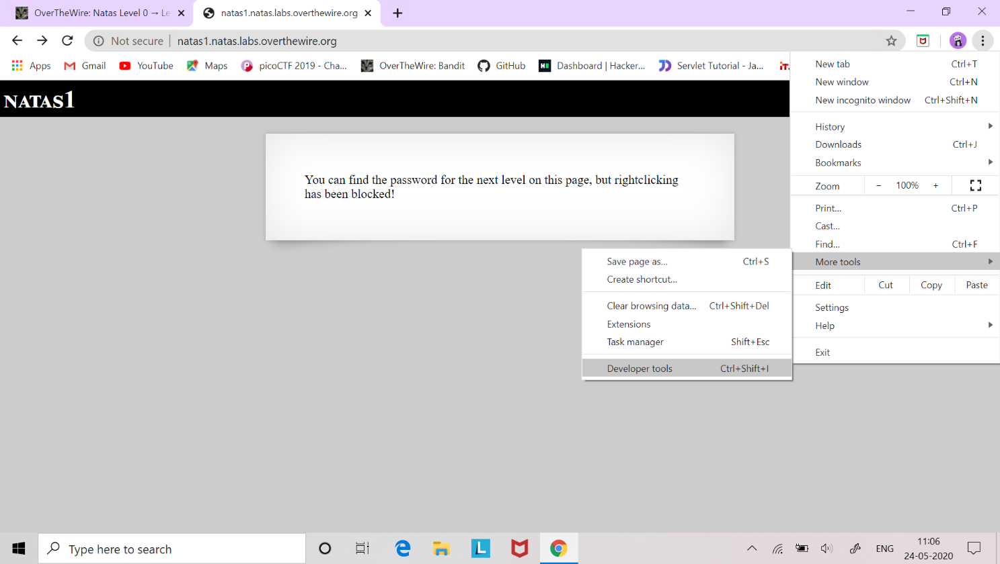 OverTheWire: Natas Level 0 → Le
natas1.natas.labs.overthewire.org
Not secure
natas1.natas.labs.overthewire.org
Apps
Gmail
YouTube
Maps
picoCTF 2019 - Cha...
OverTheWire: Bandit
GitHub
Dashboard | Hacker...
Servlet Tutorial - Ja...
NATAS1
You can find the password for the next level on this page, but rightclicking
has been blocked!
New tab Ctrl+T
New window Ctrl+N
New incognito window Ctrl+Shift+N
History
Downloads Ctrl+J
Bookmarks
Zoom - 100% +
Print... Ctrl+P
Cast...
Find... Ctrl+F
More tools
Edit Cut Copy Paste
Settings
Help
Exit
Save page as... Ctrl+S
Create shortcut...
Clear browsing data... Ctrl+Shift+Del
Extensions
Task manager Shift+Esc
Developer tools Ctrl+Shift+I
Type here to search
L
ENG
11:06
24-05-2020